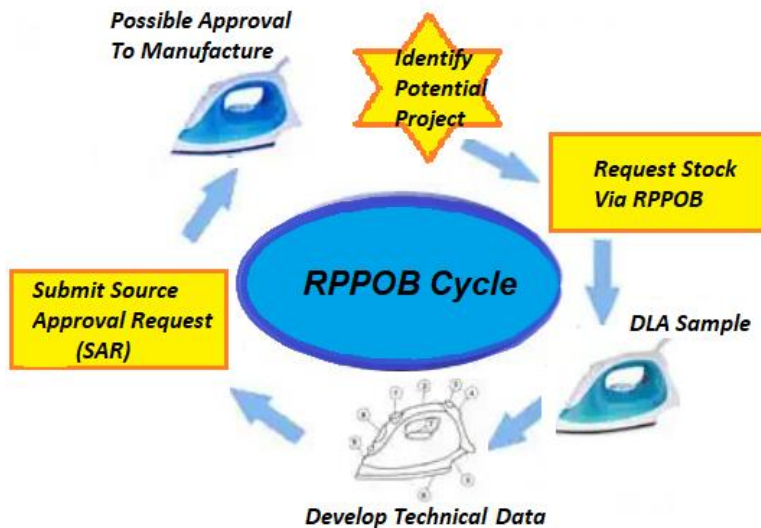 Possible Approval
To Manufacture
Identify
Potential
Project
Request Stock
Via RPPOB
RPPOB Cycle
Submit Source
Approval Request
(SAR)
DLA Sample
Develop Technical Data